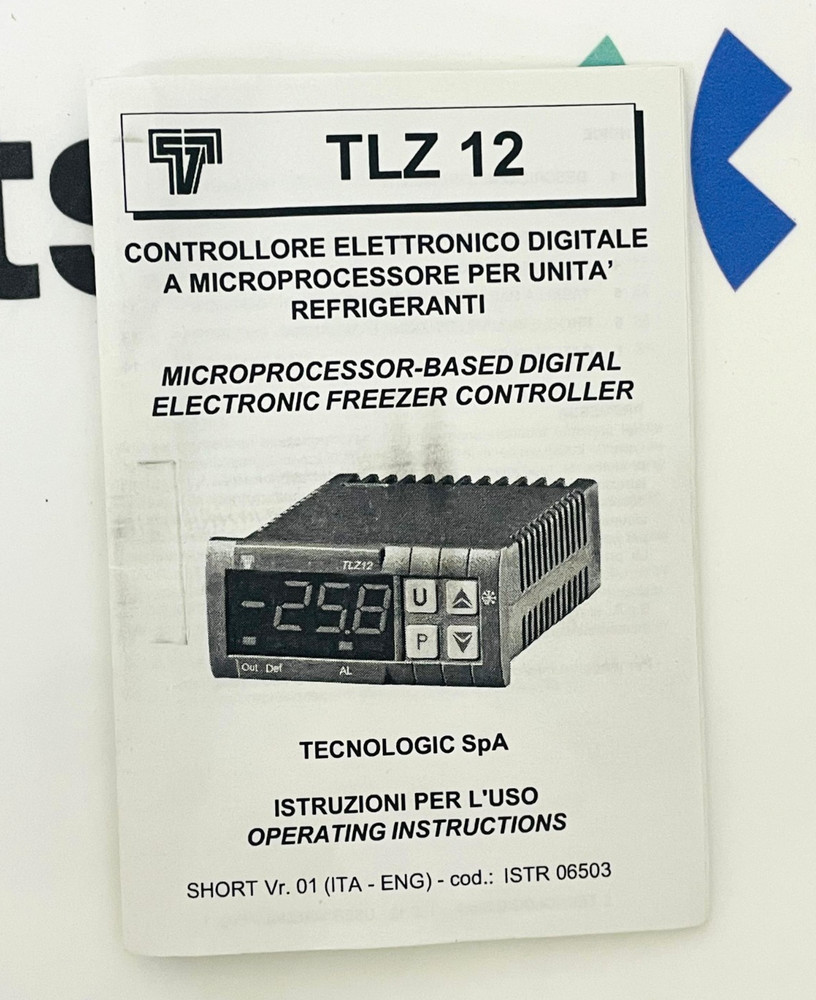 TLZ 12
CONTROLLORE ELETTRONICO DIGITALE
A MICROPROCESSORE PER UNITA'
REFRIGERANTI
MICROPROCESSOR-BASED DIGITAL
ELECTRONIC FREEZER CONTROLLER
TLZ12
-25.8
U
P
Out Def AL
TECNOLOGIC SpA
ISTRUZIONI PER L'USO
OPERATING INSTRUCTIONS
SHORT Vr. 01 (ITA - ENG) - cod.: ISTR 06503